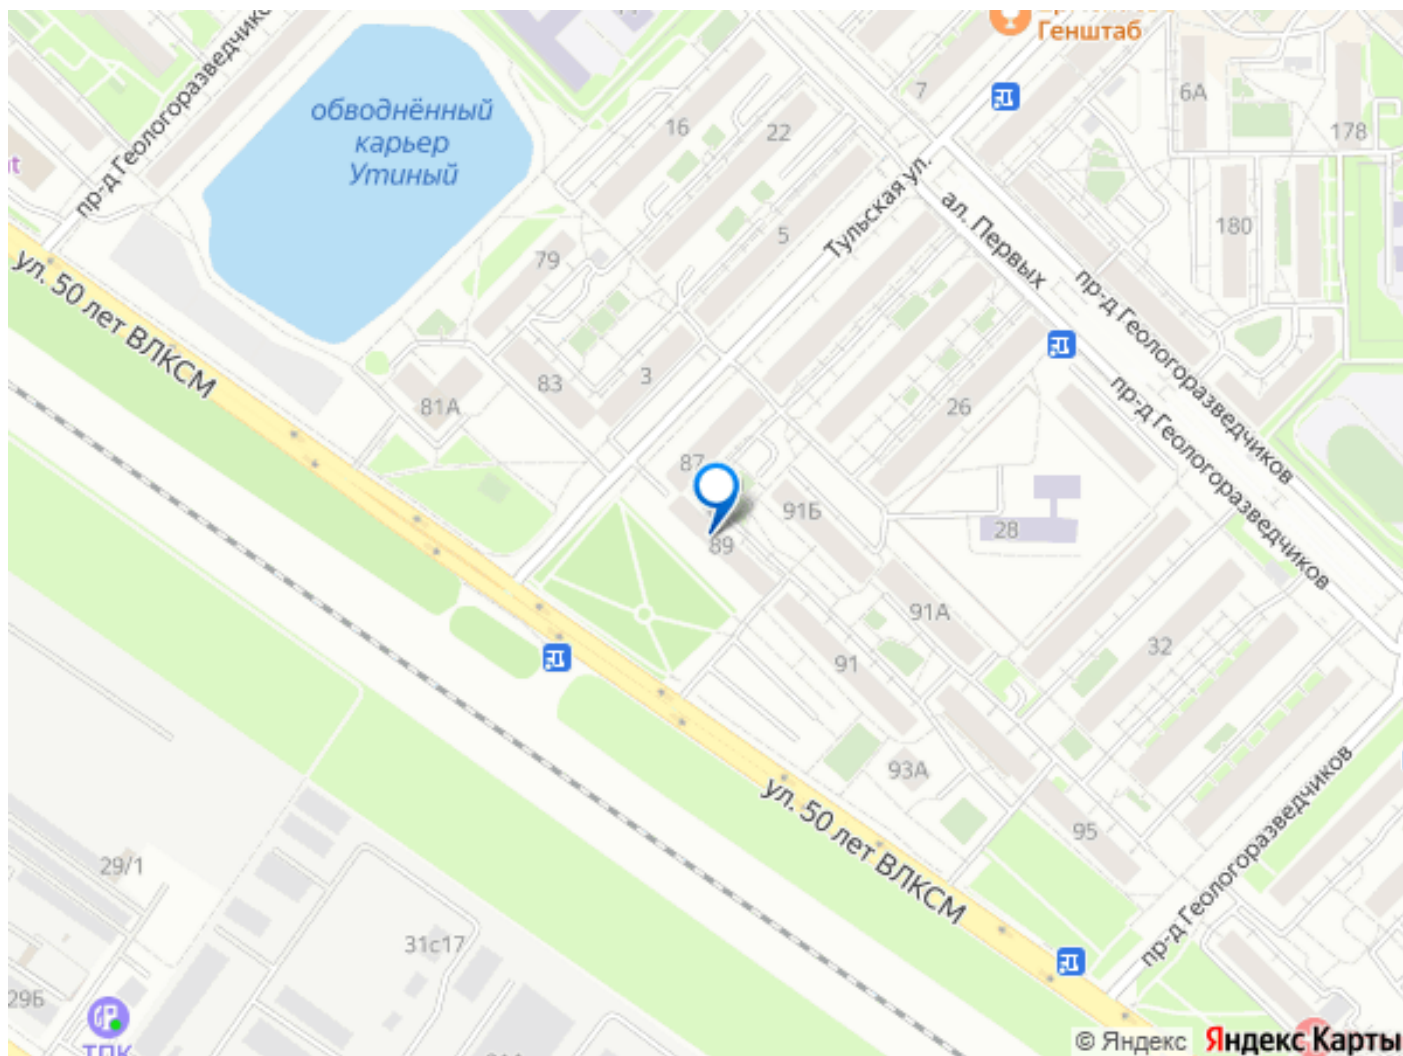 Генштаб
пр-д Геологоразведчиков
обводнённый
карьер
Утиный
7
6А
178
16
22
Тульская ул.
5
ал. Первых
180
79
пр-д Геологоразведчиков
ул. 50 лет ВЛКСМ
83
3
81А
26
пр-д Геологоразведчиков
87
89
91Б
28
91А
91
32
93А
ул. 50 лет ВЛКСМ
95
пр-д Геологоразведчиков
29/1
31с17
29Б
GP
ТПК
© Яндекс
Яндекс Карты